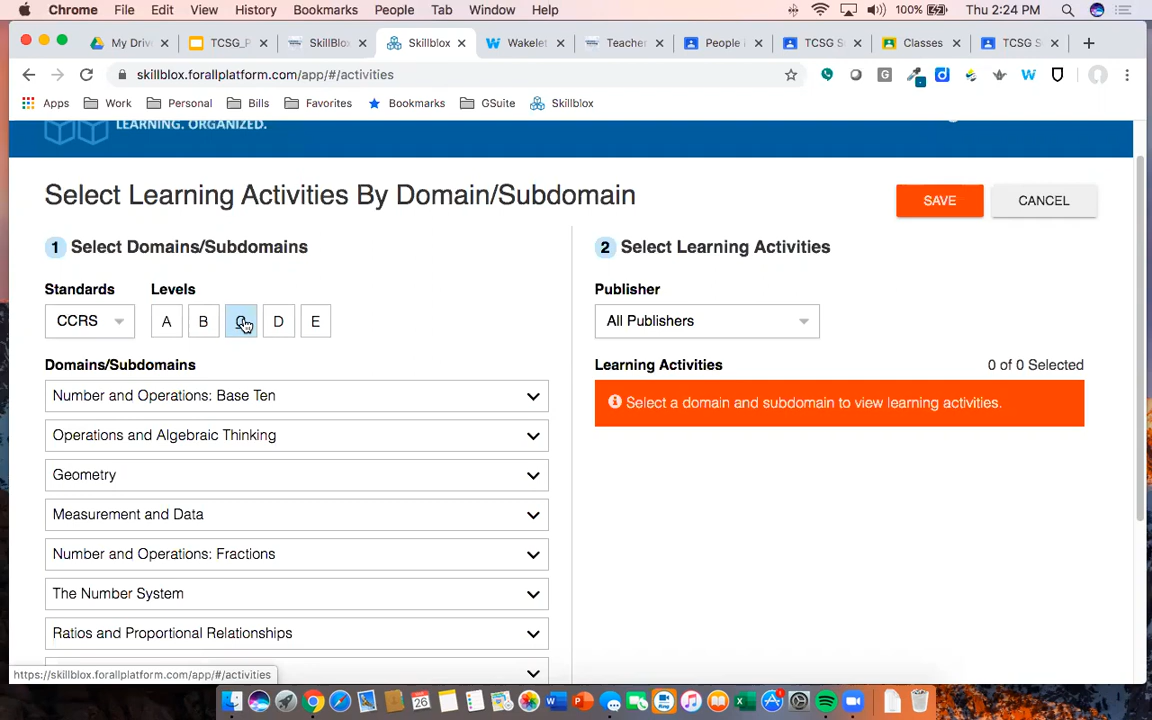 Chrome File Edit View History Bookmarks People Tab Window Help 100% Thu 2:24 PM
My Driv TCSG_P SkillBlo Skillblox Wakelet Teacher People TCSG S Classes TCSG S
skillblox.forallplatform.com/app/#/activities
Apps Work Personal Bills Favorites Bookmarks GSuite Skillblox
LEARNING. ORGANIZED.
Select Learning Activities By Domain/Subdomain
SAVE CANCEL
1 Select Domains/Subdomains
2 Select Learning Activities
Standards Levels
Publisher
CCRS A B C D E
All Publishers
Domains/Subdomains
Learning Activities 0 of 0 Selected
Number and Operations: Base Ten
Select a domain and subdomain to view learning activities.
Operations and Algebraic Thinking
Geometry
Measurement and Data
Number and Operations: Fractions
The Number System
Ratios and Proportional Relationships
https://skillblox.forallplatform.com/app/#/activities